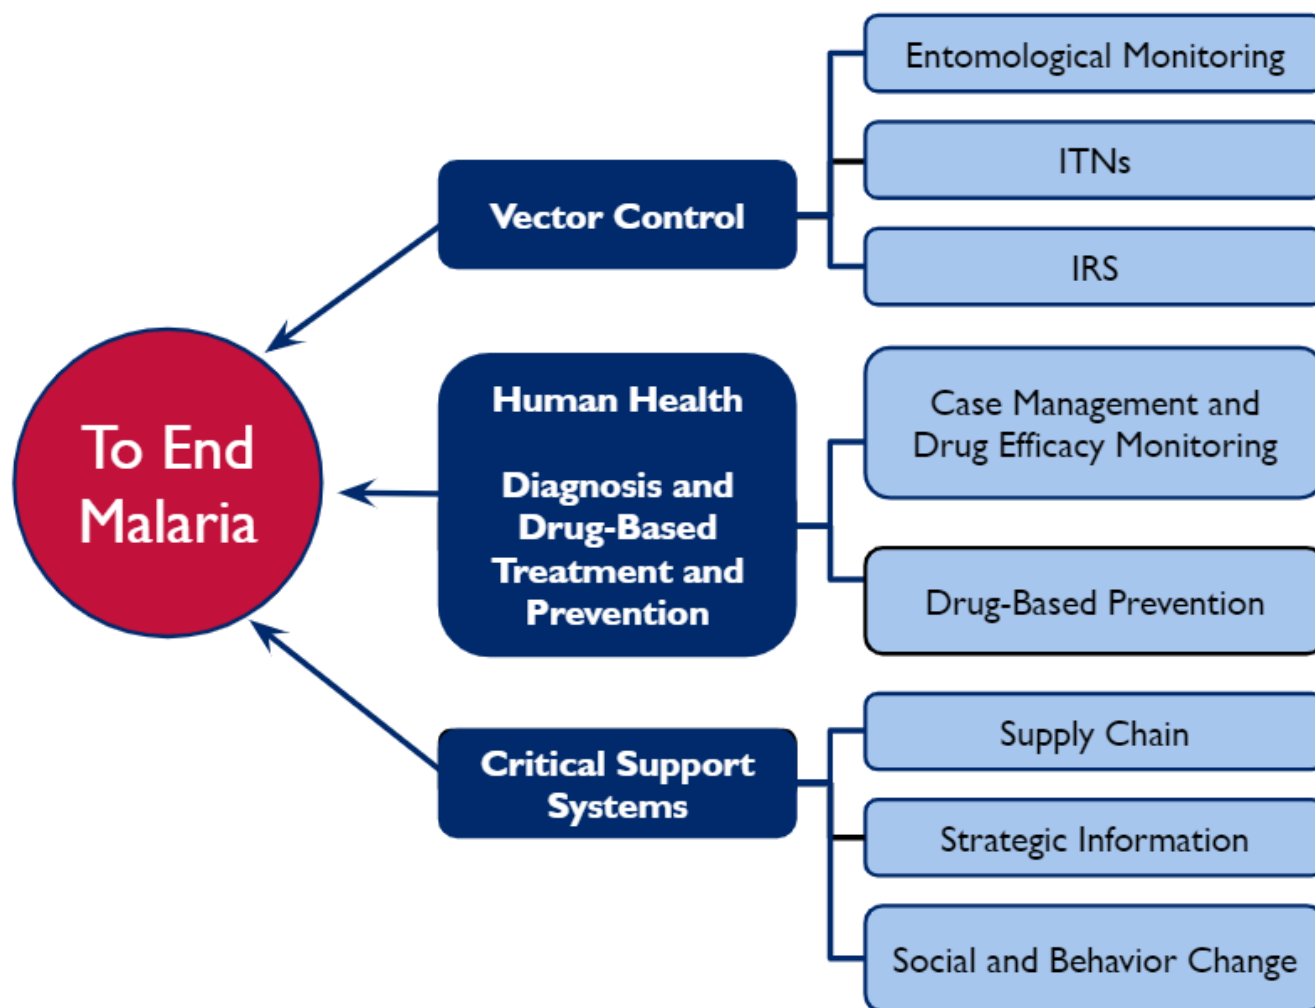 To End
Malaria
Vector Control
Entomological Monitoring
ITNs
IRS
Human Health
Diagnosis and
Drug-Based
Treatment and
Prevention
Case Management and
Drug Efficacy Monitoring
Drug-Based Prevention
Critical Support
Systems
Supply Chain
Strategic Information
Social and Behavior Change